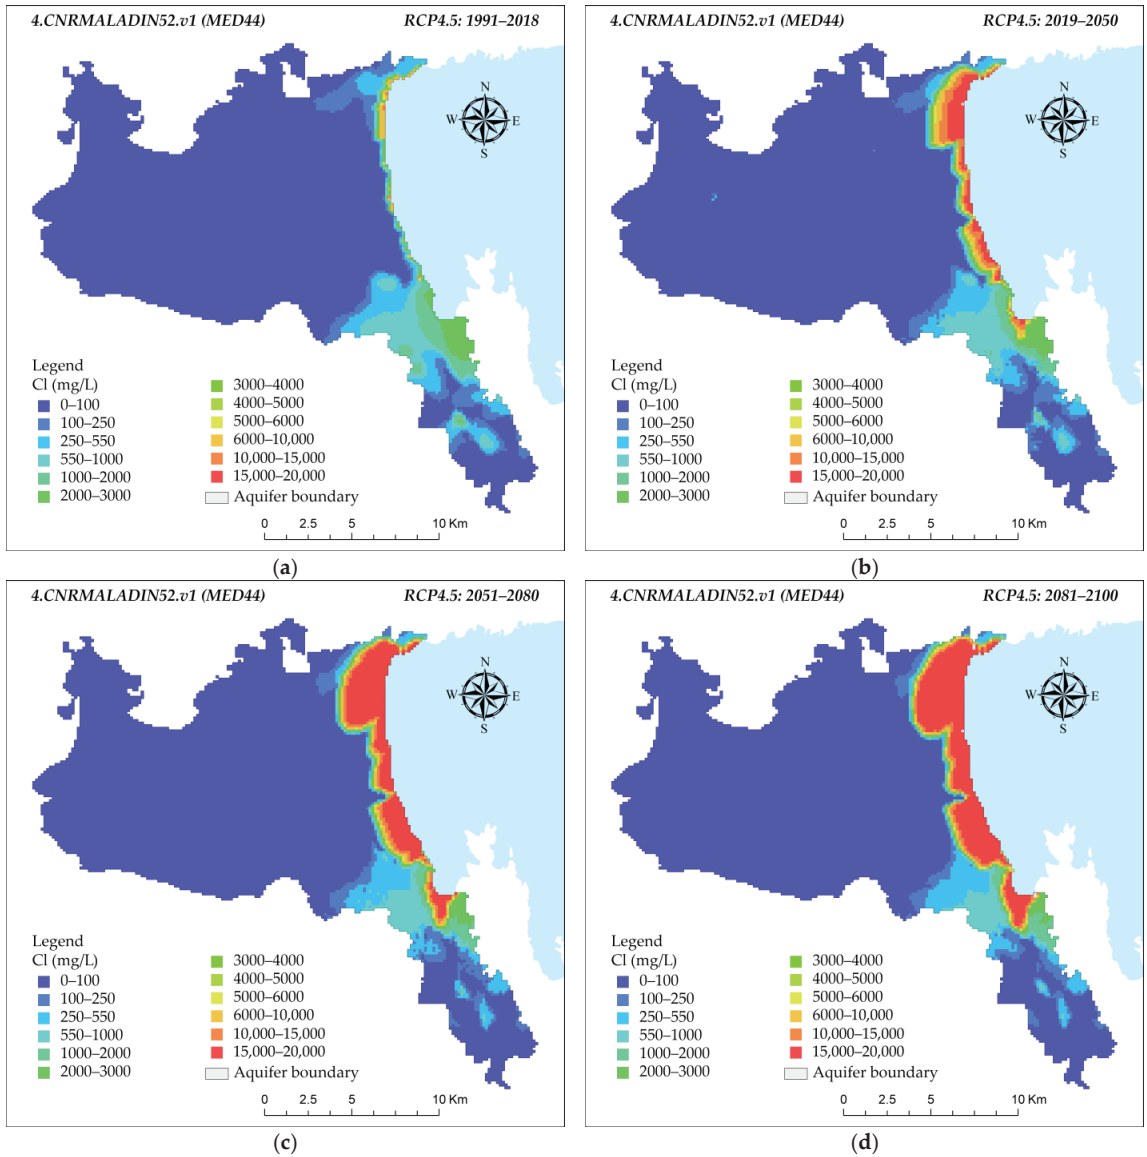 4.CNRMALADIN52.v1 (MED44) RCP4.5: 1991–2018
N
W E
S
Legend
Cl (mg/L)
0–100
100–250
250–550
550–1000
1000–2000
2000–3000
3000–4000
4000–5000
5000–6000
6000–10,000
10,000–15,000
15,000–20,000
Aquifer boundary
0 2.5 5 10 Km
(a)
4.CNRMALADIN52.v1 (MED44) RCP4.5: 2019–2050
N
W E
S
Legend
Cl (mg/L)
0–100
100–250
250–550
550–1000
1000–2000
2000–3000
3000–4000
4000–5000
5000–6000
6000–10,000
10,000–15,000
15,000–20,000
Aquifer boundary
0 2.5 5 10 Km
(b)
4.CNRMALADIN52.v1 (MED44) RCP4.5: 2051–2080
N
W E
S
Legend
Cl (mg/L)
0–100
100–250
250–550
550–1000
1000–2000
2000–3000
3000–4000
4000–5000
5000–6000
6000–10,000
10,000–15,000
15,000–20,000
Aquifer boundary
0 2.5 5 10 Km
(c)
4.CNRMALADIN52.v1 (MED44) RCP4.5: 2081–2100
N
W E
S
Legend
Cl (mg/L)
0–100
100–250
250–550
550–1000
1000–2000
2000–3000
3000–4000
4000–5000
5000–6000
6000–10,000
10,000–15,000
15,000–20,000
Aquifer boundary
0 2.5 5 10 Km
(d)